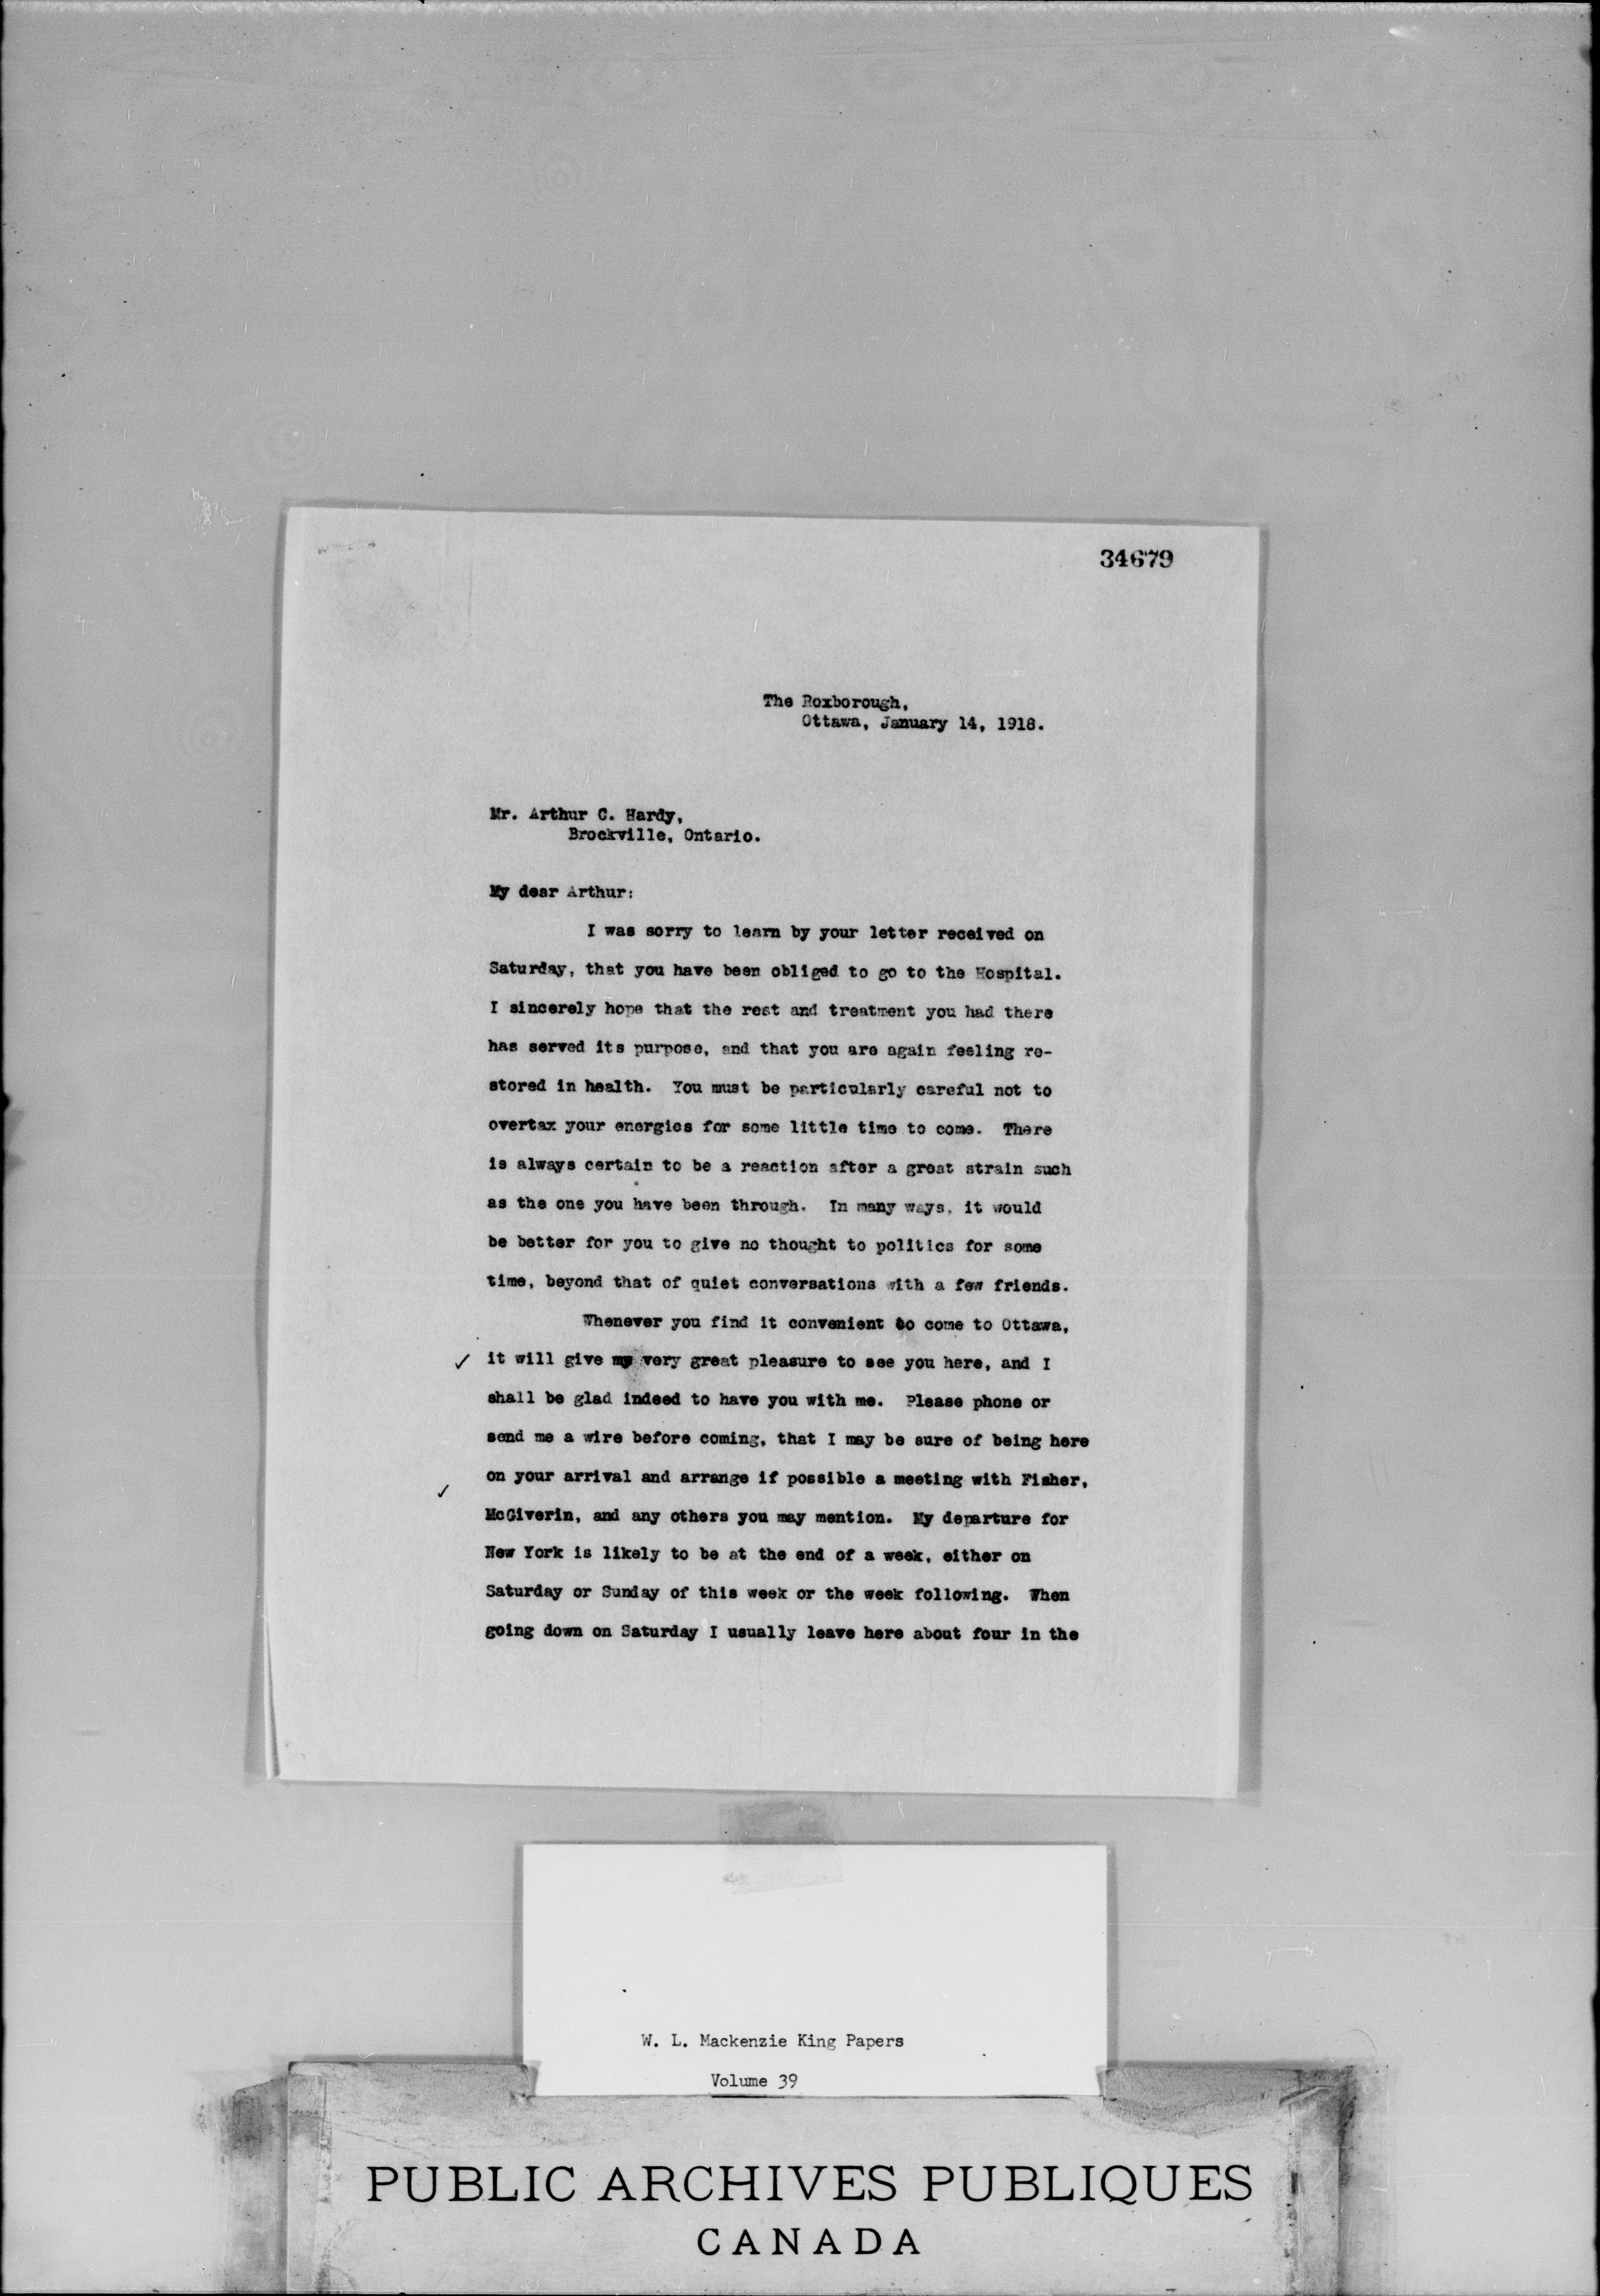 34679
The Roxborough,
Ottawa, January 14, 1918.
Mr. Arthur C. Hardy,
Brockville, Ontario.
My dear Arthur:
I was sorry to learn by your letter received on
Saturday, that you have been obliged to go to the Hospital.
I sincerely hope that the rest and treatment you had there
has served its purpose, and that you are again feeling re-
stored in health. You must be particularly careful not to
overtax your energies for some little time to come. There
is always certain to be a reaction after a great strain such
as the one you have been through. In many ways, it would
be better for you to give no thought to politics for some
time, beyond that of quiet conversations with a few friends.
Whenever you find it convenient to come to Ottawa,
✓ it will give my very great pleasure to see you here, and I
shall be glad indeed to have you with me. Please phone or
send me a wire before coming, that I may be sure of being here
on your arrival and arrange if possible a meeting with Fisher,
✓ McGiverin, and any others you may mention. My departure for
New York is likely to be at the end of a week, either on
Saturday or Sunday of this week or the week following. When
going down on Saturday I usually leave here about four in the
W. L. Mackenzie King Papers
Volume 39
PUBLIC ARCHIVES PUBLIQUES
CANADA